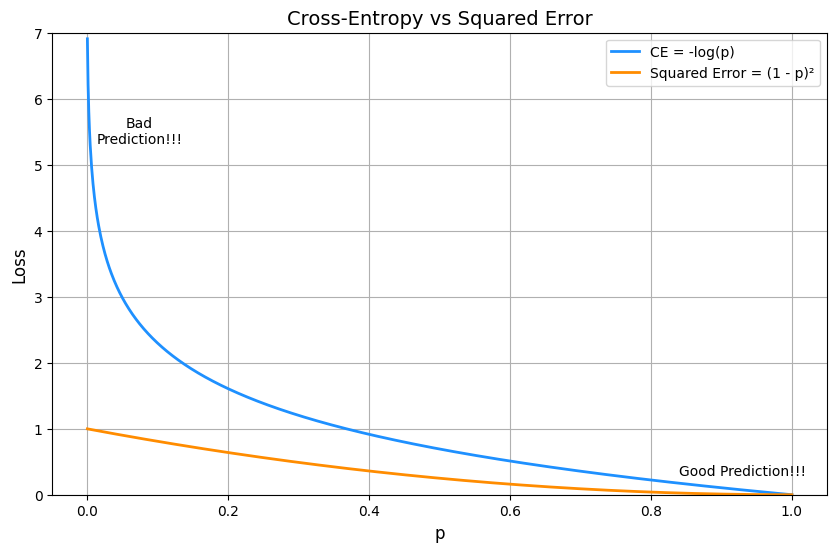 Cross-Entropy vs Squared Error
CE = -log(p)
Squared Error = (1 - p)²
Bad
Prediction!!!
Good Prediction!!!
Loss
7
6
5
4
3
2
1
0
0.0
0.2
0.4
0.6
0.8
1.0
p